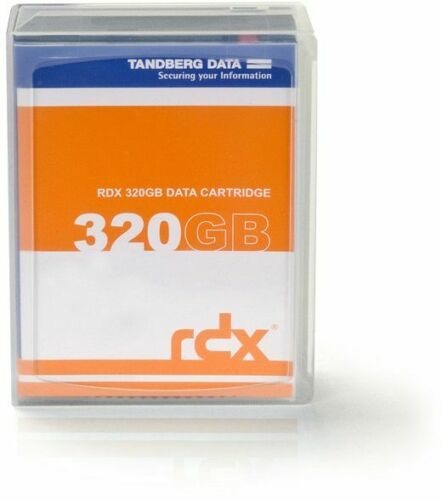 TANDBERG DATA
Securing your Information
RDX 320GB DATA CARTRIDGE
320GB
rdx®